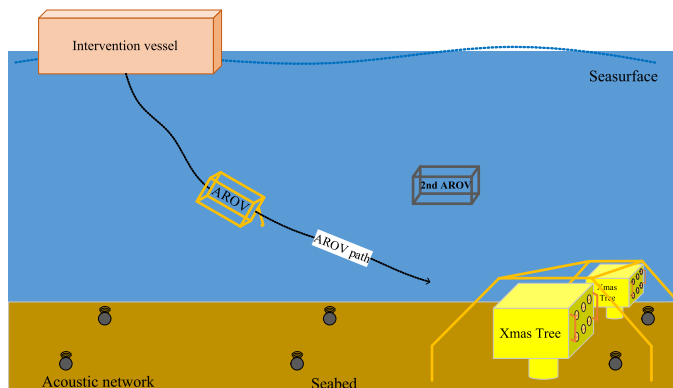 Intervention vessel
Seasurface
2nd AROV
AROV
AROV path
Xmas
Tree
Xmas Tree
Acoustic network
Seabed